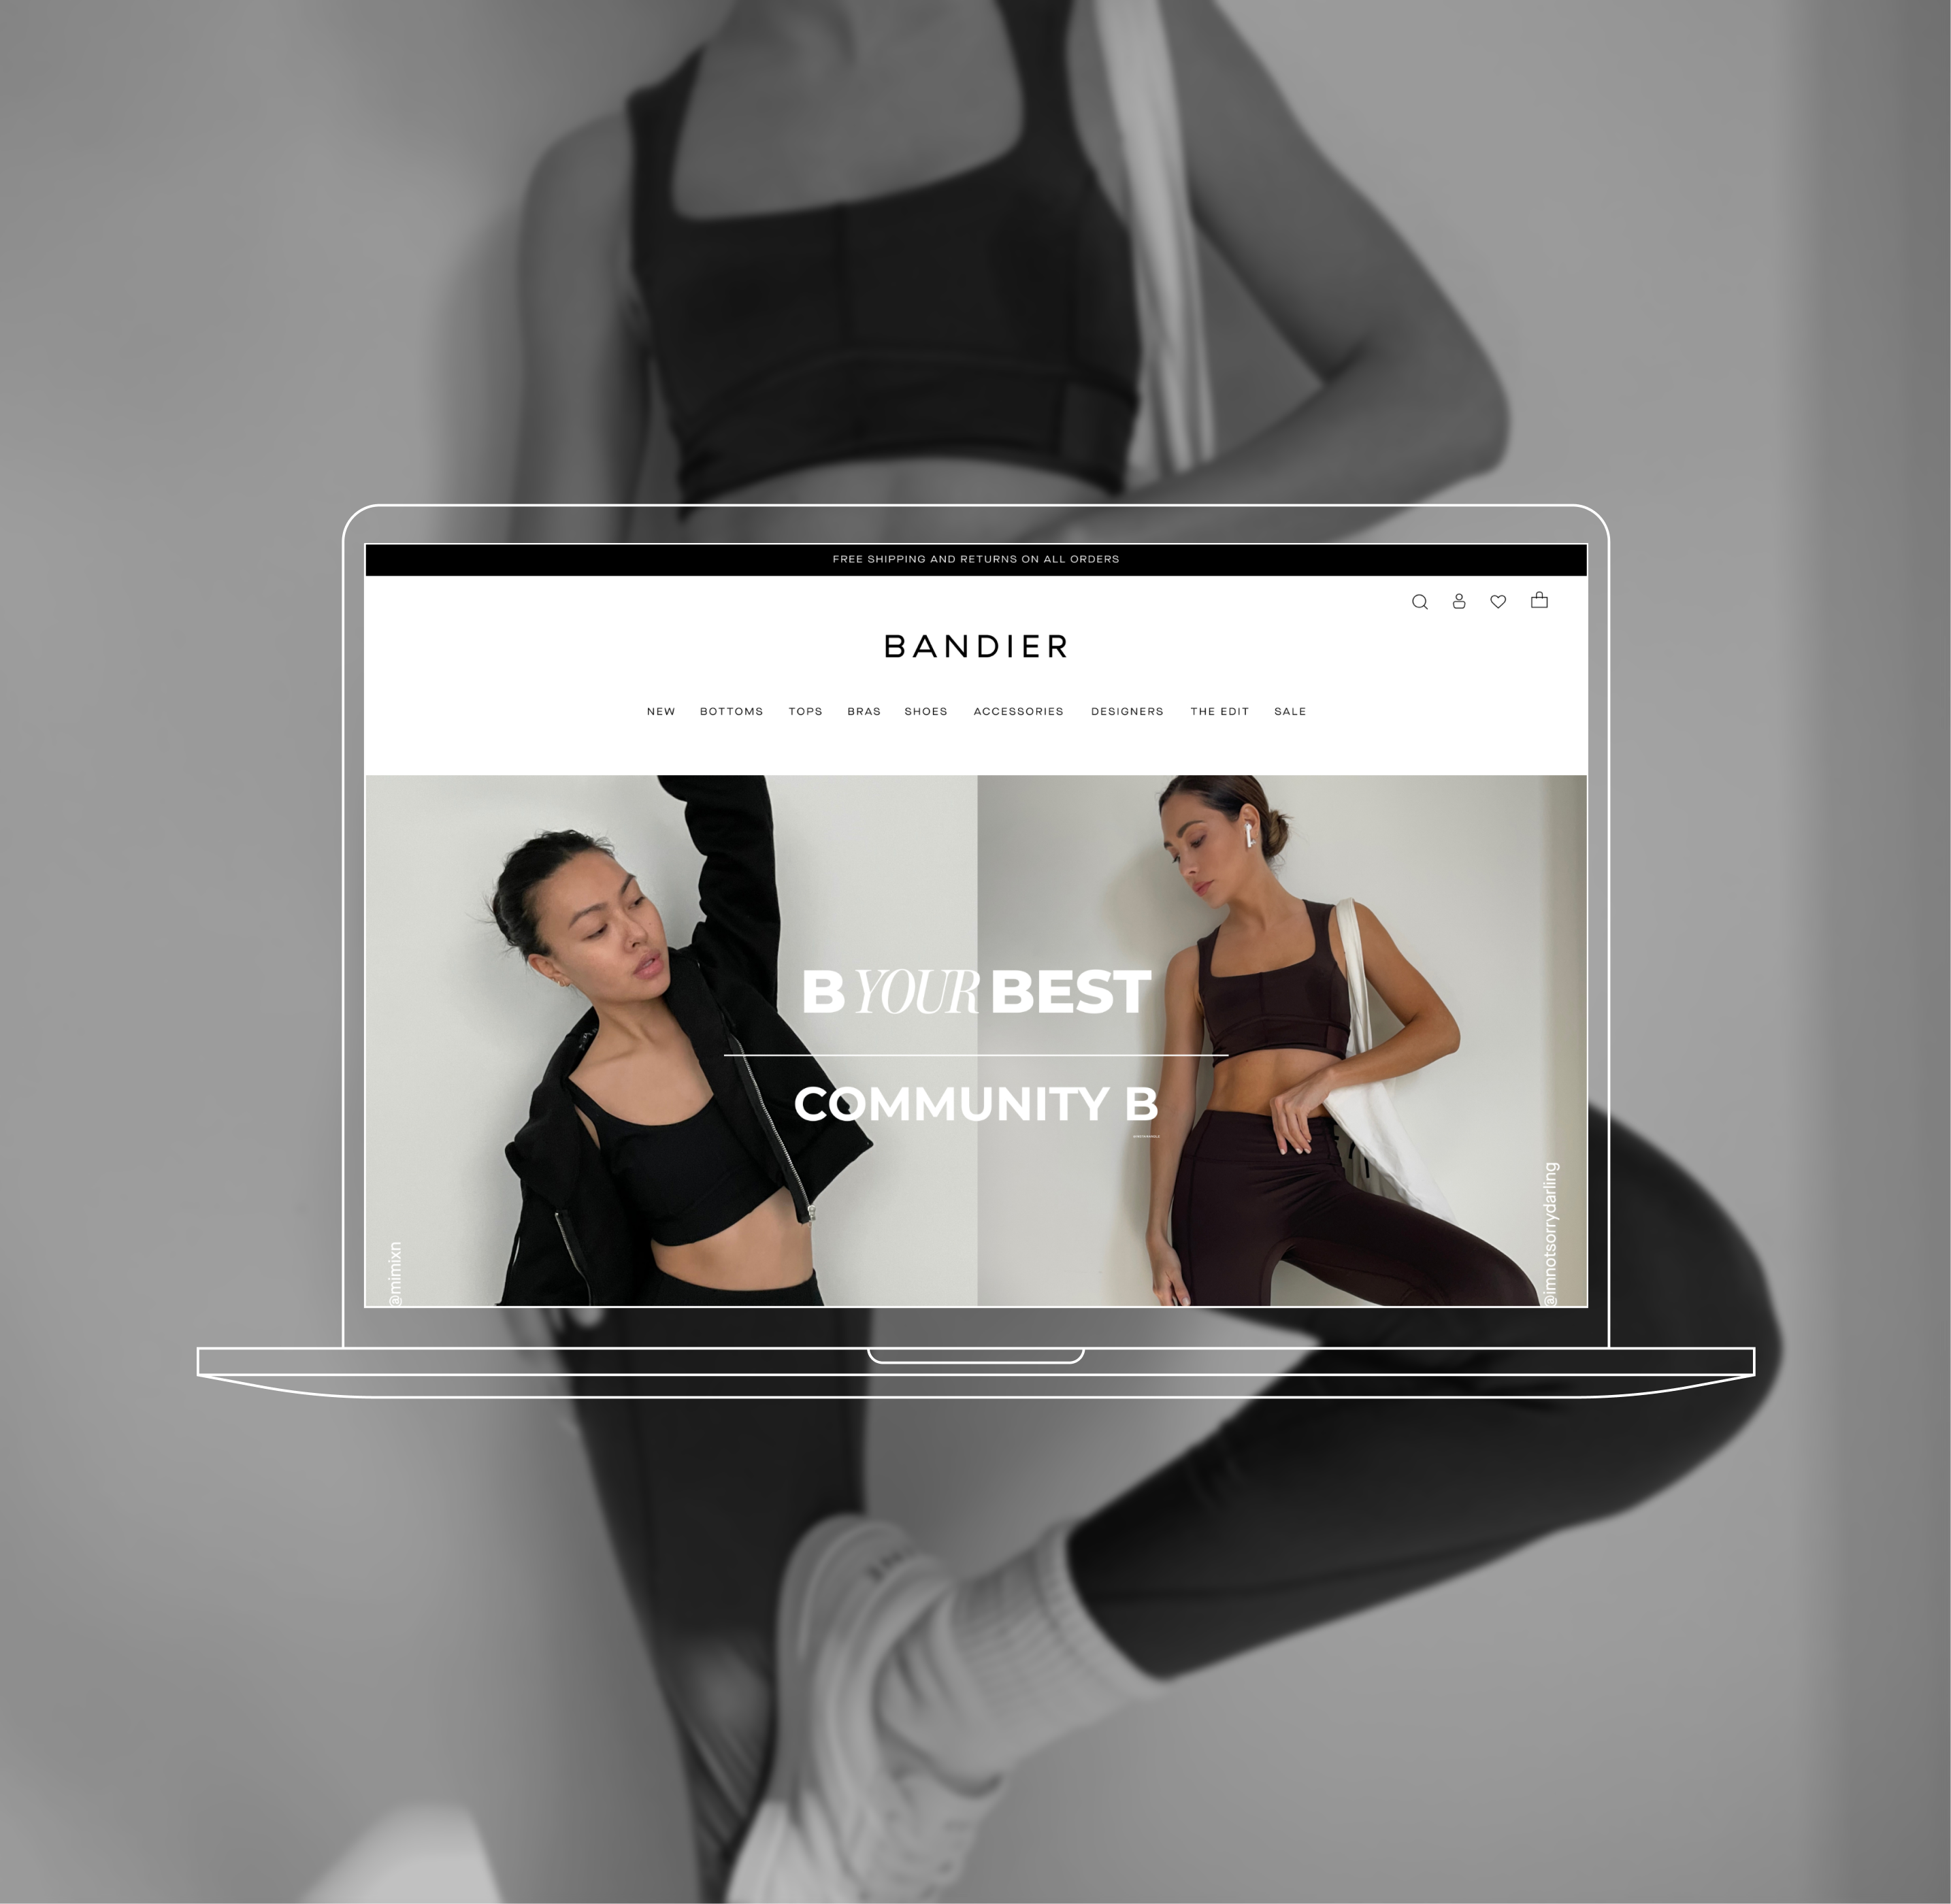 FREE SHIPPING AND RETURNS ON ALL ORDERS
BANDIER
NEW BOTTOMS TOPS BRAS SHOES ACCESSORIES DESIGNERS THE EDIT SALE
B YOUR BEST
COMMUNITY B
@mimixn
@imnotsorrydarling